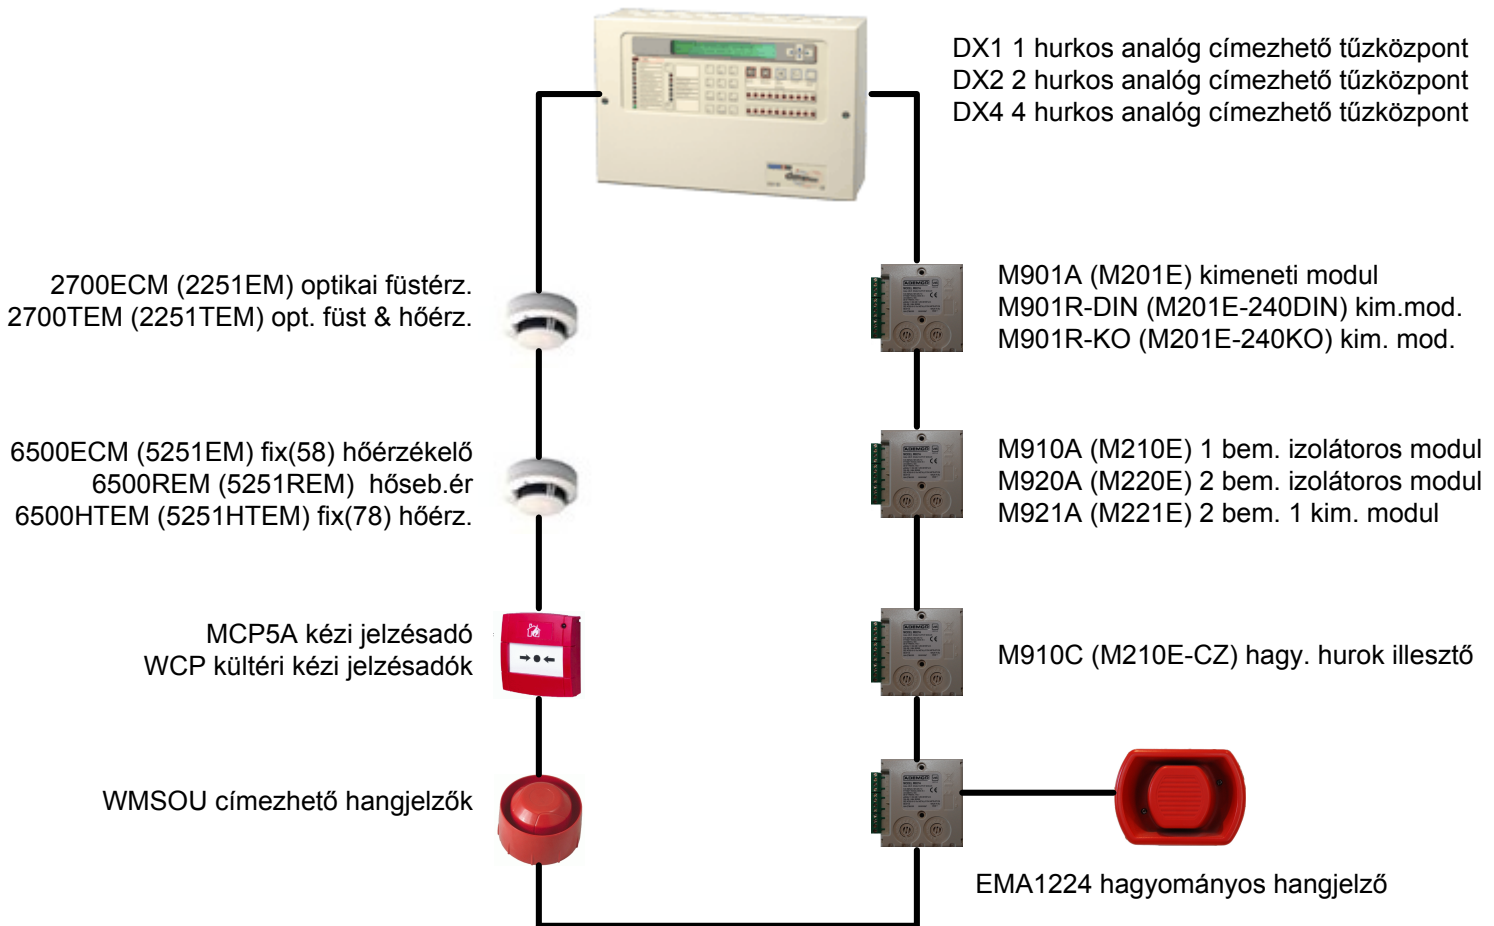 DX1 1 hurkos analóg címezhető tűzközpont
DX2 2 hurkos analóg címezhető tűzközpont
DX4 4 hurkos analóg címezhető tűzközpont
2700ECM (2251EM) optikai füstérz.
2700TEM (2251TEM) opt. füst & hőérz.
M901A (M201E) kimeneti modul
M901R-DIN (M201E-240DIN) kim.mod.
M901R-KO (M201E-240KO) kim. mod.
6500ECM (5251EM) fix(58) hőérzékelő
6500REM (5251REM)  hőseb.ér
6500HTEM (5251HTEM) fix(78) hőérz.
M910A (M210E) 1 bem. izolátoros modul
M920A (M220E) 2 bem. izolátoros modul
M921A (M221E) 2 bem. 1 kim. modul
MCP5A kézi jelzésadó
WCP kültéri kézi jelzésadók
M910C (M210E-CZ) hagy. hurok illesztő
WMSOU címezhető hangjelzők
EMA1224 hagyományos hangjelző